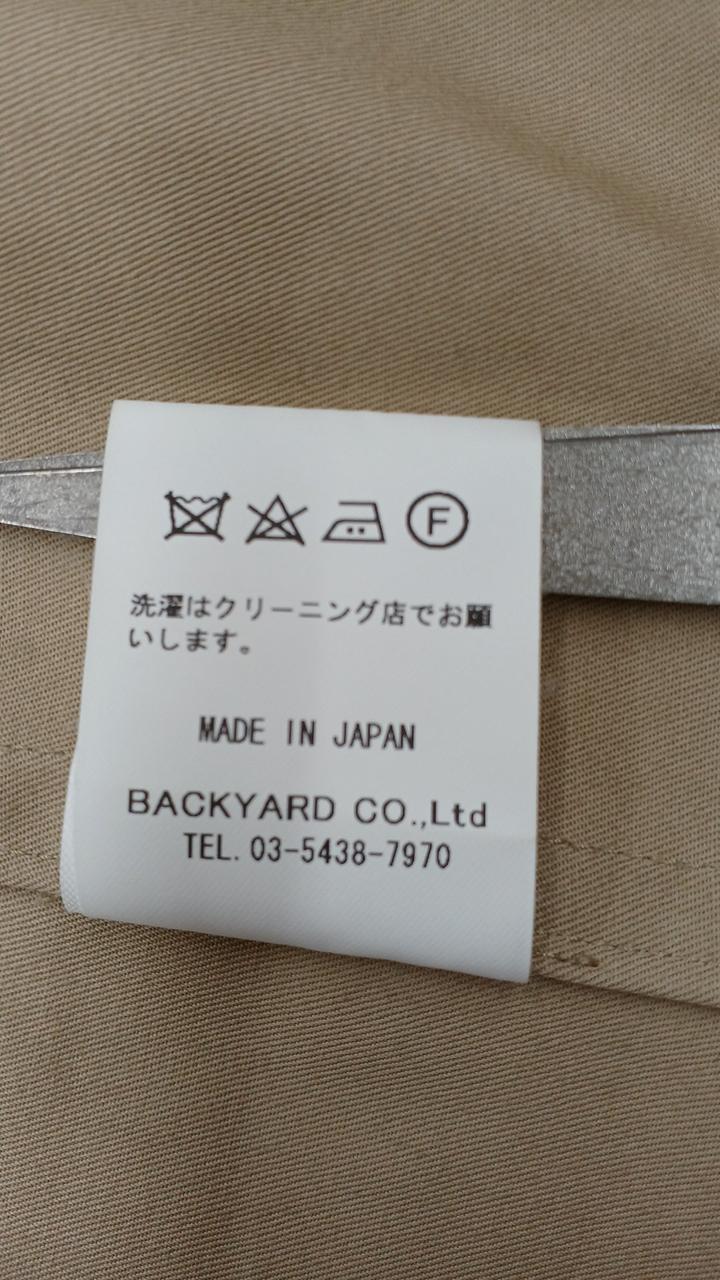 F
洗濯はクリーニング店でお願
いします。
MADE IN JAPAN
BACKYARD CO.,Ltd
TEL. 03-5438-7970